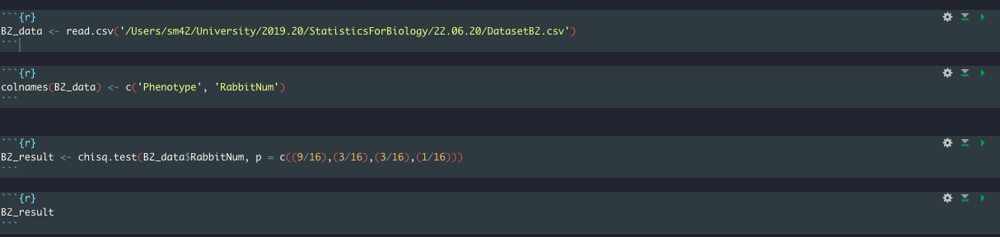 ```{r}
B2_data <- read.csv('/Users/sm42/University/2019.20/StatisticsForBiology/22.06.20/DatasetB2.csv')
```
```{r}
colnames(B2_data) <- c('Phenotype', 'RabbitNum')
```
```{r}
B2_result <- chisq.test(B2_data$RabbitNum, p = c((9/16),(3/16),(3/16),(1/16)))
```
```{r}
B2_result
```